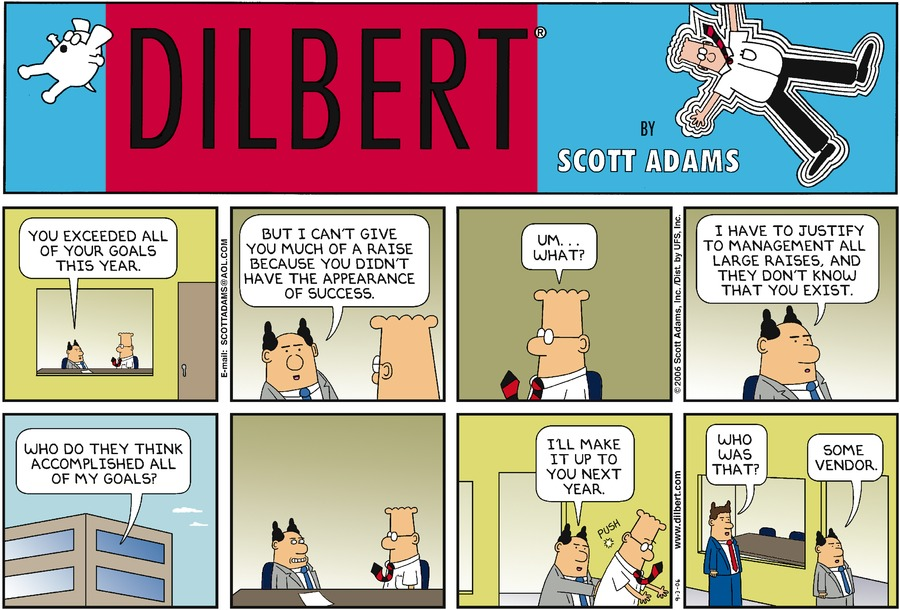 DILBERT®
BY
SCOTT ADAMS
YOU EXCEEDED ALL
OF YOUR GOALS
THIS YEAR.
E-mail: SCOTTADAMS@AOL.COM
BUT I CAN'T GIVE
YOU MUCH OF A RAISE
BECAUSE YOU DIDN'T
HAVE THE APPEARANCE
OF SUCCESS.
UM. . .
WHAT?
©2006 Scott Adams, Inc. /Dist. by UFS, Inc.
I HAVE TO JUSTIFY
TO MANAGEMENT ALL
LARGE RAISES, AND
THEY DON'T KNOW
THAT YOU EXIST.
WHO DO THEY THINK
ACCOMPLISHED ALL
OF MY GOALS?
I'LL MAKE
IT UP TO
YOU NEXT
YEAR.
PUSH
www.dilbert.com
9-3-06
WHO
WAS
THAT?
SOME
VENDOR.